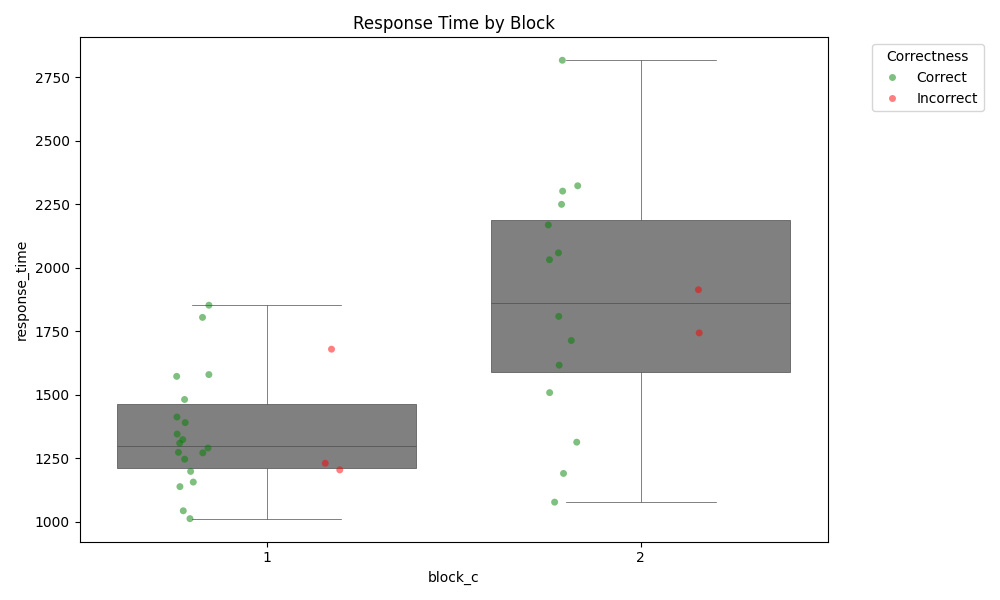 Response Time by Block
Correctness
Correct
Incorrect
response_time
2750
2500
2250
2000
1750
1500
1250
1000
1
2
block_c